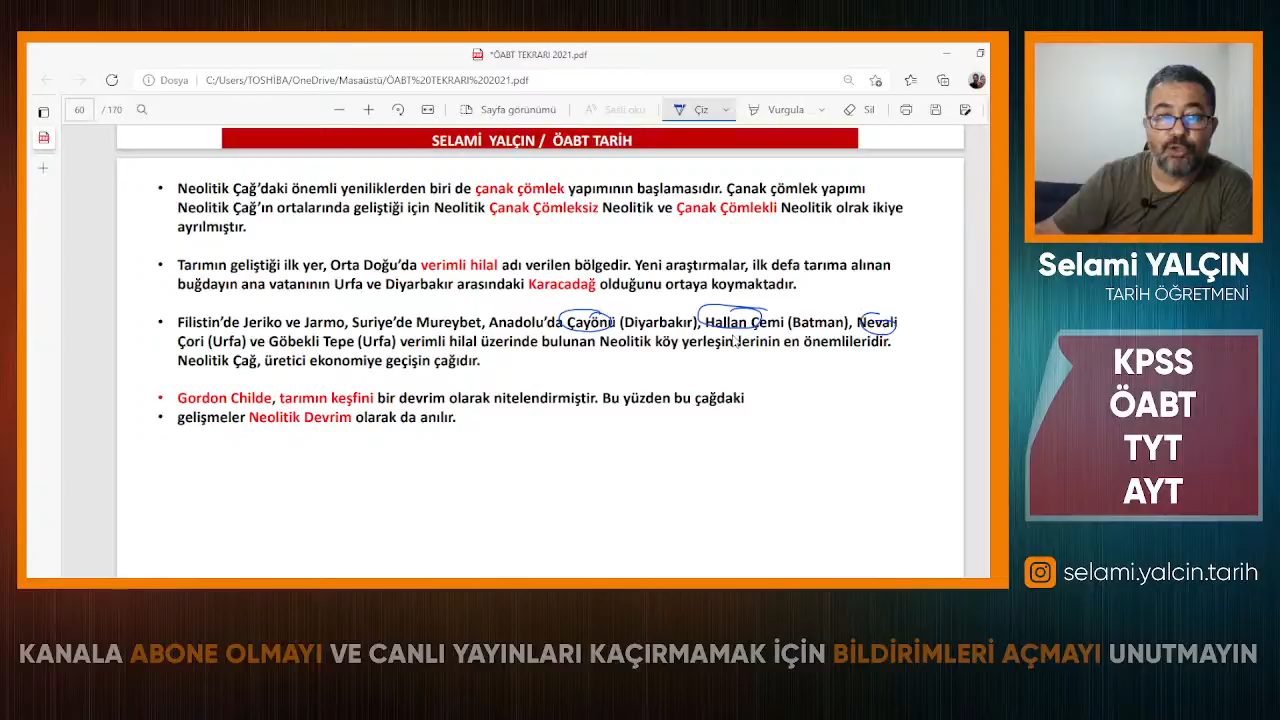 *ÖABT TEKRARI 2021.pdf
Dosya
C:/Users/TOSHİBA/OneDrive/Masaüstü/ÖABT%20TEKRARI%202021.pdf
60 / 170
Sayfa görünümü
Sesli oku
Çiz
Vurgula
Sil
SELAMİ YALÇIN / ÖABT TARİH
• Neolitik Çağ'daki önemli yeniliklerden biri de çanak çömlek yapımının başlamasıdır. Çanak çömlek yapımı
Neolitik Çağ'ın ortalarında geliştiği için Neolitik Çanak Çömleksiz Neolitik ve Çanak Çömlekli Neolitik olrak ikiye
ayrılmıştır.
• Tarımın geliştiği ilk yer, Orta Doğu'da verimli hilal adı verilen bölgedir. Yeni araştırmalar, ilk defa tarıma alınan
buğdayın ana vatanının Urfa ve Diyarbakır arasındaki Karacadağ olduğunu ortaya koymaktadır.
• Filistin'de Jeriko ve Jarmo, Suriye'de Mureybet, Anadolu'da Çayönü (Diyarbakır), Hallan Çemi (Batman), Nevali
Çori (Urfa) ve Göbekli Tepe (Urfa) verimli hilal üzerinde bulunan Neolitik köy yerleşimlerinin en önemlileridir.
Neolitik Çağ, üretici ekonomiye geçişin çağıdır.
• Gordon Childe, tarımın keşfini bir devrim olarak nitelendirmiştir. Bu yüzden bu çağdaki
• gelişmeler Neolitik Devrim olarak da anılır.
Selami YALÇIN
TARİH ÖĞRETMENİ
KPSS
ÖABT
TYT
AYT
selami.yalcin.tarih
KANALA ABONE OLMAYI VE CANLI YAYINLARI KAÇIRMAMAK İÇİN BİLDİRİMLERİ AÇMAYI UNUTMAYIN